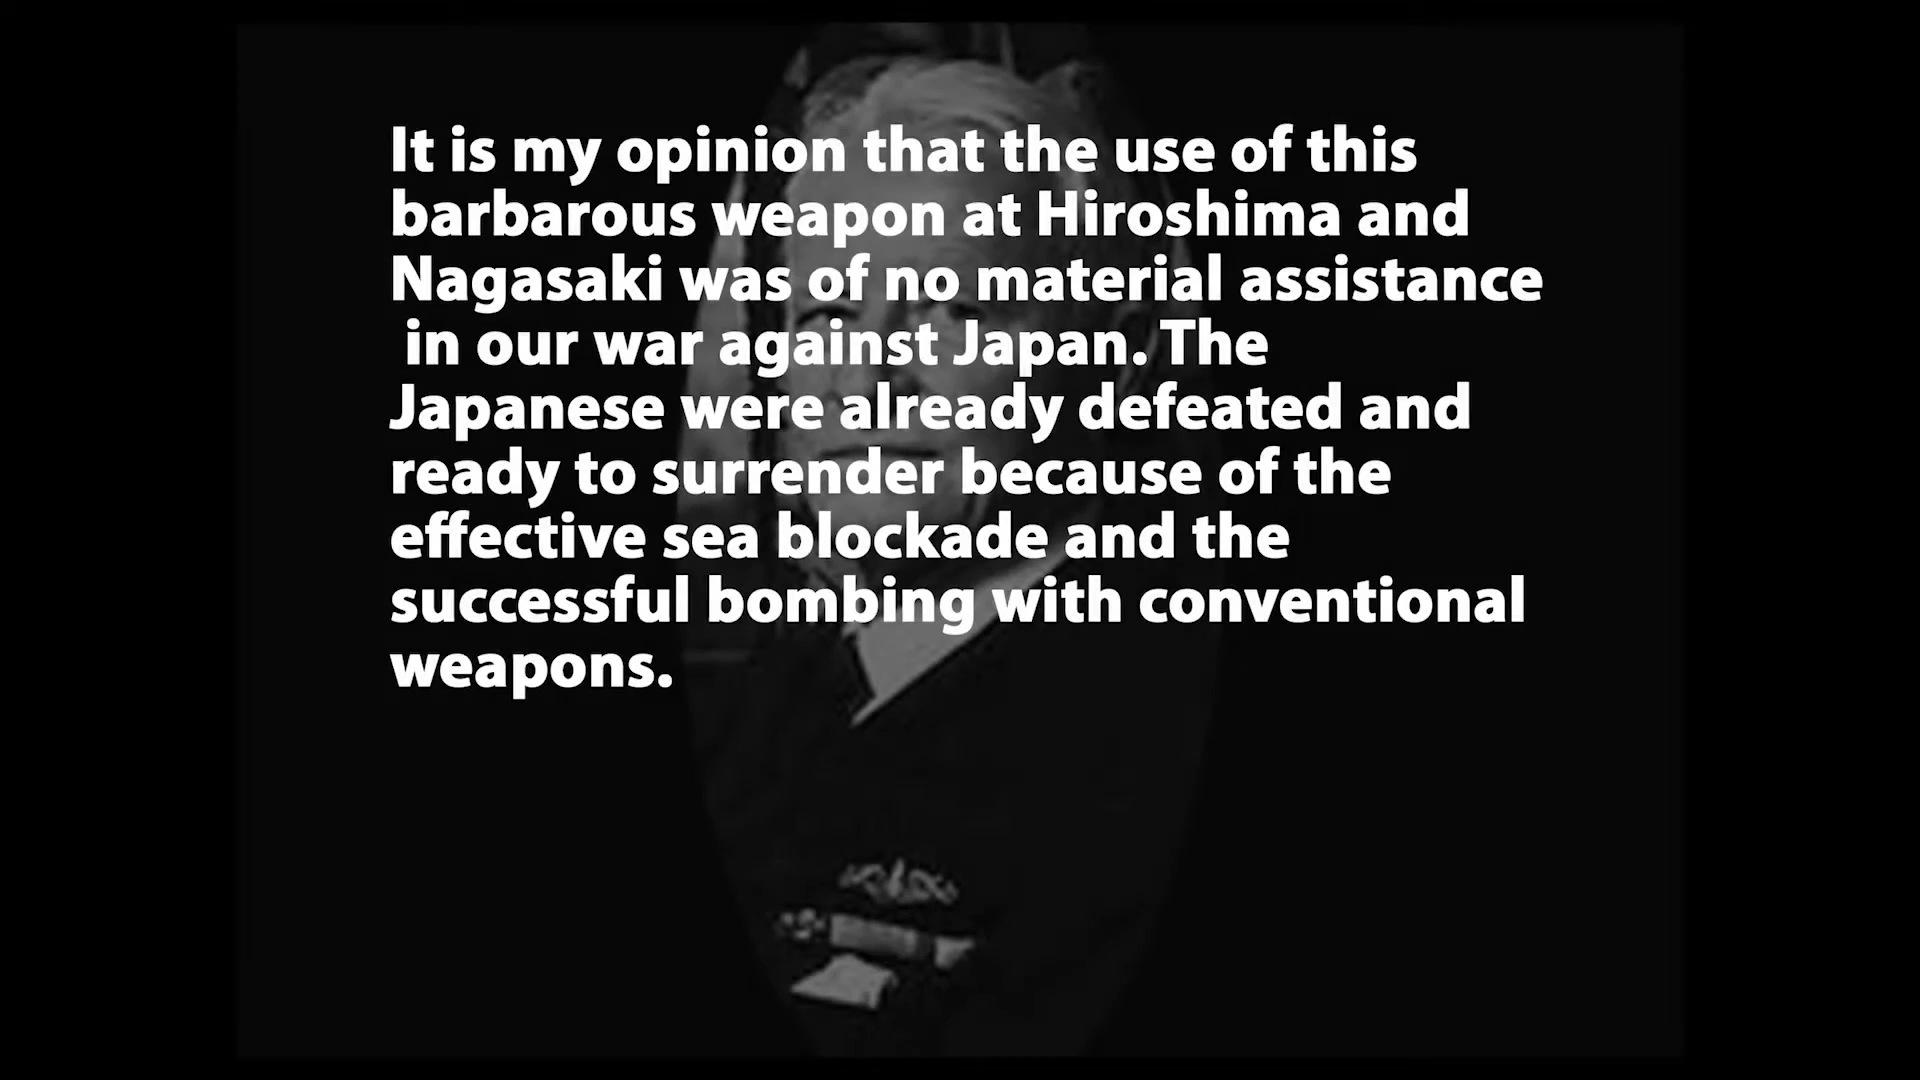 It is my opinion that the use of this
barbarous weapon at Hiroshima and
Nagasaki was of no material assistance
in our war against Japan. The
Japanese were already defeated and
ready to surrender because of the
effective sea blockade and the
successful bombing with conventional
weapons.